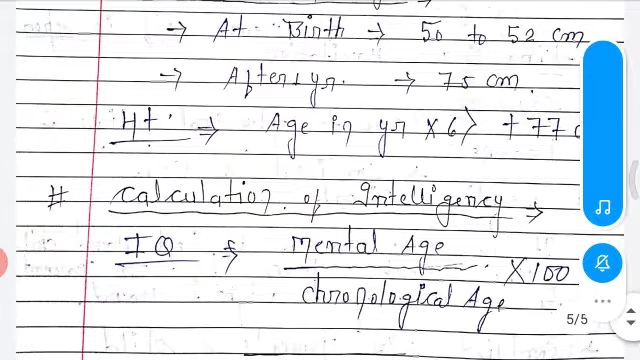 → At Birth → 50 to 52 cm
→ After 1 yr. → 75 cm.
Ht. → Age in yr × 6 > + 77 c
# Calculation of Intelligency →
IQ → Mental Age × 100
chronological Age
5/5